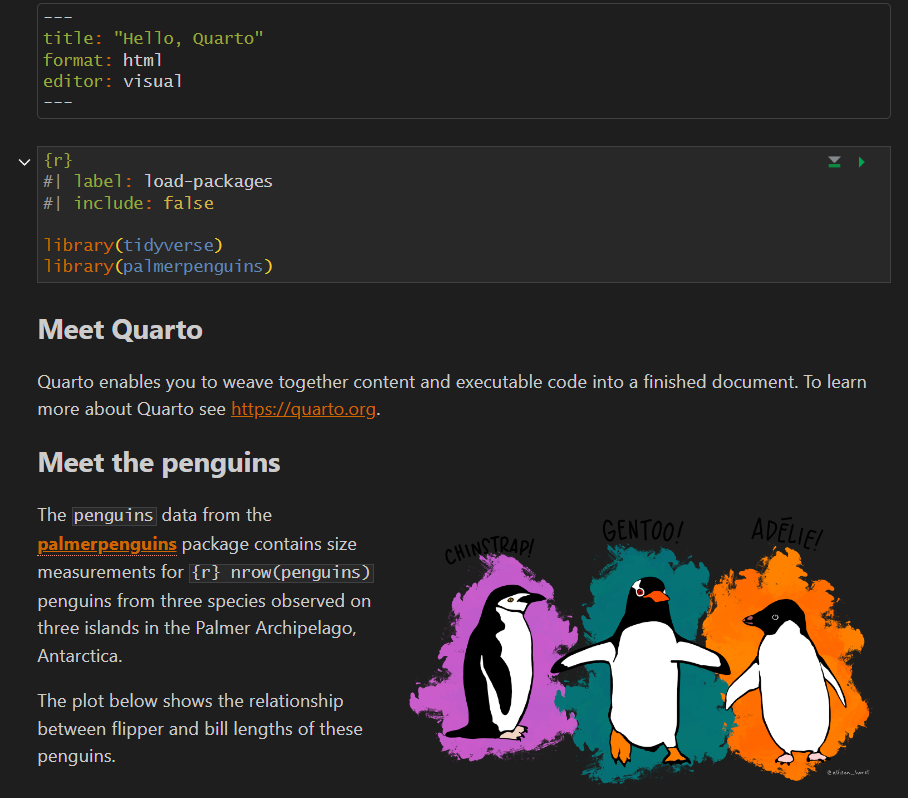 ---
title: "Hello, Quarto"
format: html
editor: visual
---
{r}
#| label: load-packages
#| include: false
library(tidyverse)
library(palmerpenguins)
Meet Quarto
Quarto enables you to weave together content and executable code into a finished document. To learn
more about Quarto see https://quarto.org.
Meet the penguins
The penguins data from the
palmerpenguins package contains size
measurements for {r} nrow(penguins)
penguins from three species observed on
three islands in the Palmer Archipelago,
Antarctica.
The plot below shows the relationship
between flipper and bill lengths of these
penguins.
CHINSTRAP!
GENTOO!
ADĒLIE!